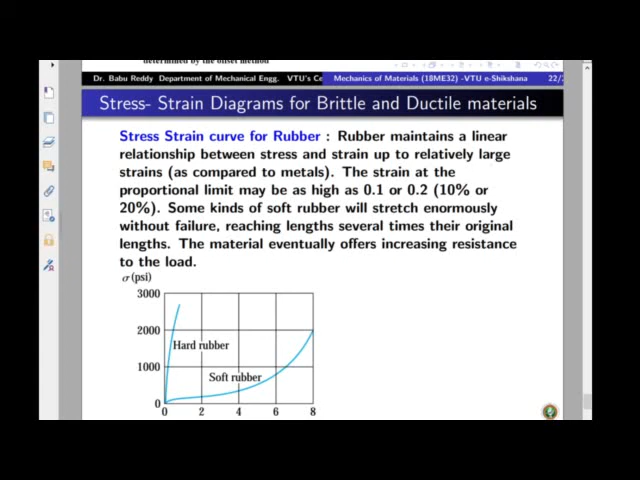 determined by the offset method
Dr. Babu Reddy Department of Mechanical Engg. VTU's Ce Mechanics of Materials (18ME32) -VTU e-Shikshana 22/
Stress- Strain Diagrams for Brittle and Ductile materials
Stress Strain curve for Rubber : Rubber maintains a linear
relationship between stress and strain up to relatively large
strains (as compared to metals). The strain at the
proportional limit may be as high as 0.1 or 0.2 (10% or
20%). Some kinds of soft rubber will stretch enormously
without failure, reaching lengths several times their original
lengths. The material eventually offers increasing resistance
to the load.
σ (psi)
3000
2000
Hard rubber
1000
Soft rubber
0
0 2 4 6 8